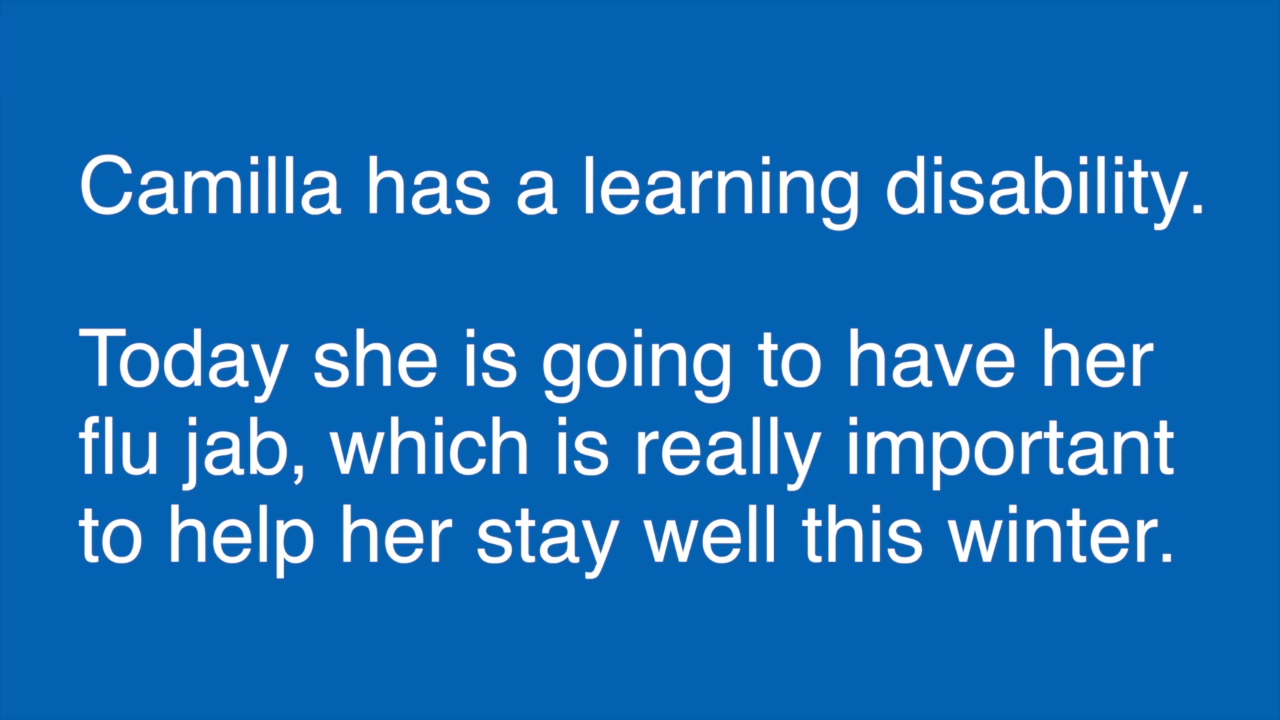 Camilla has a learning disability.
Today she is going to have her
flu jab, which is really important
to help her stay well this winter.